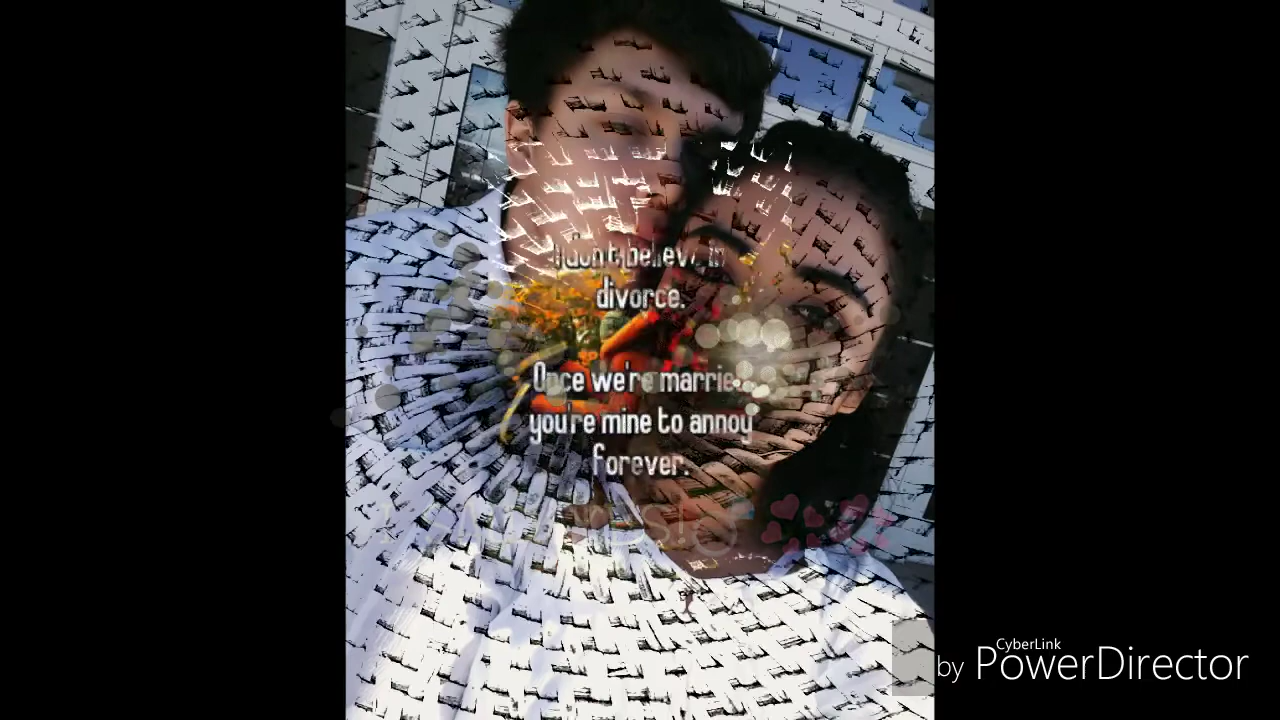 I don't believe in
divorce.
Once we're married
you're mine to annoy
forever.
CyberLink
by PowerDirector